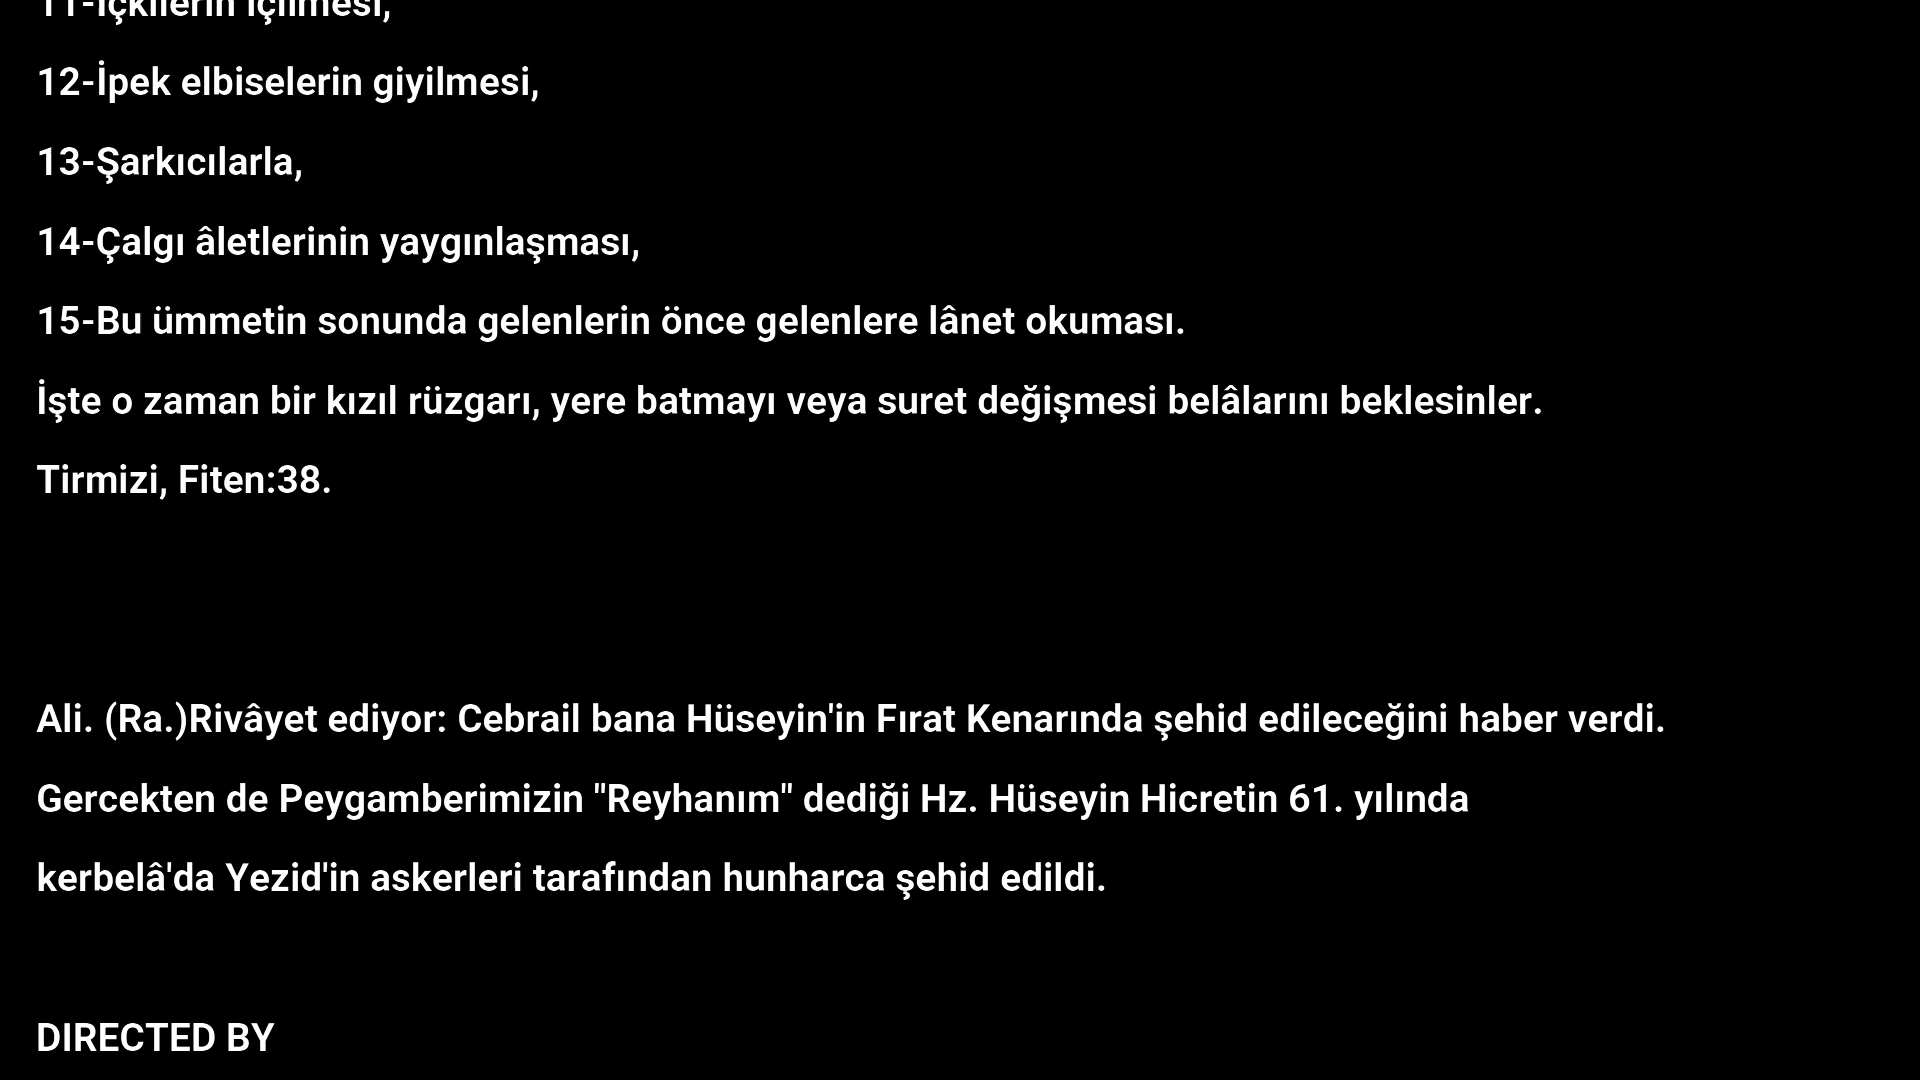 11-İçkilerin içilmesi,
12-İpek elbiselerin giyilmesi,
13-Şarkıcılarla,
14-Çalgı âletlerinin yaygınlaşması,
15-Bu ümmetin sonunda gelenlerin önce gelenlere lânet okuması.
İşte o zaman bir kızıl rüzgarı, yere batmayı veya suret değişmesi belâlarını beklesinler.
Tirmizi, Fiten:38.
Ali. (Ra.)Rivâyet ediyor: Cebrail bana Hüseyin'in Fırat Kenarında şehid edileceğini haber verdi.
Gercekten de Peygamberimizin "Reyhanım" dediği Hz. Hüseyin Hicretin 61. yılında
kerbelâ'da Yezid'in askerleri tarafından hunharca şehid edildi.
DIRECTED BY